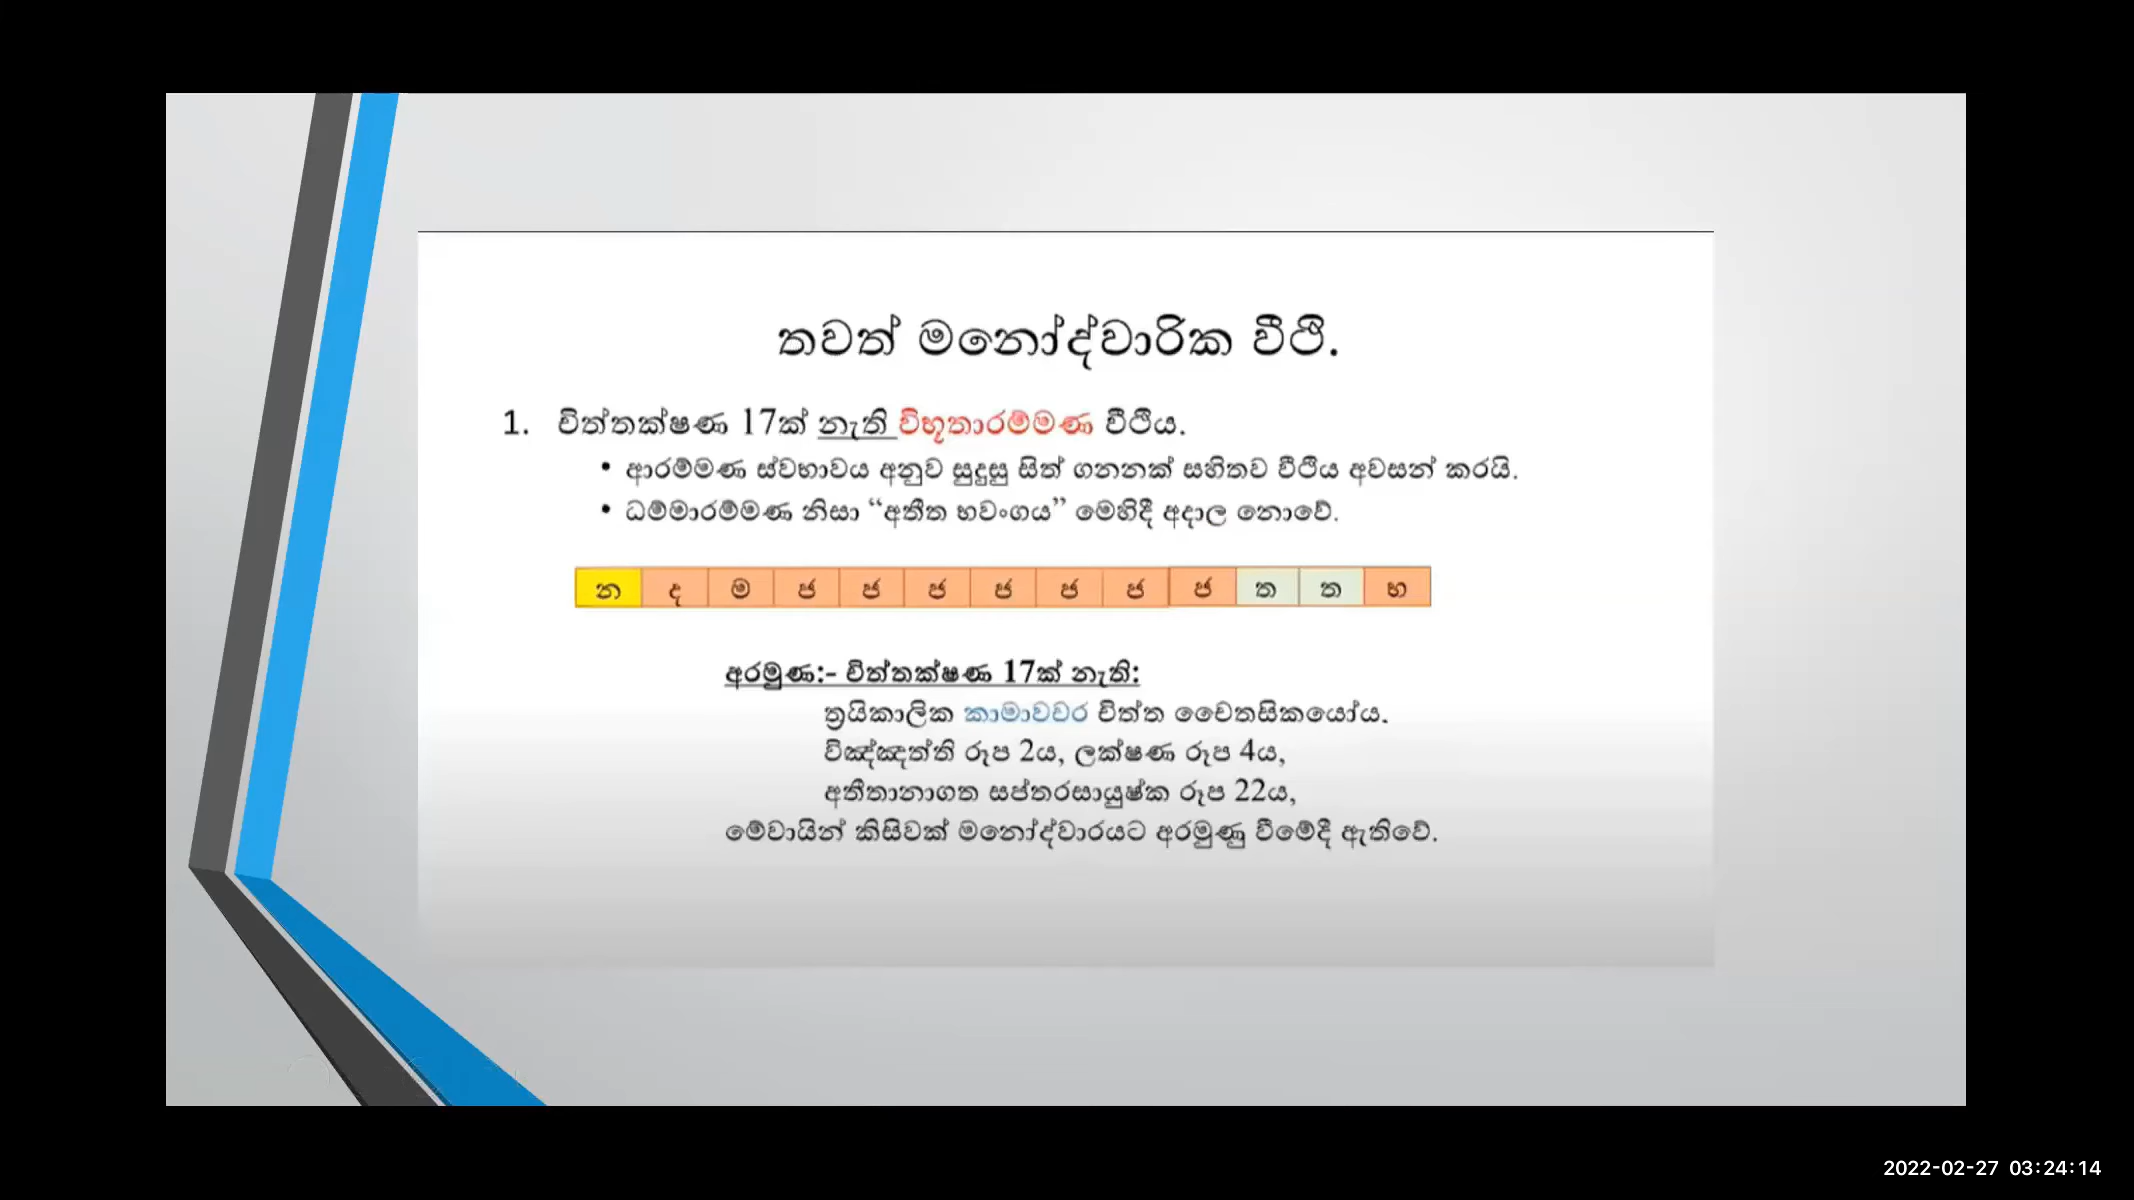 තවත් මනෝද්වාරික වීථි.
1. චිත්තක්ෂණ 17ක් නැති විභූතාරම්මණ වීථිය.
• ආරම්මණ ස්වභාවය අනුව සුදුසු සිත් ගනනක් සහිතව වීථිය අවසන් කරයි.
• ධම්මාරම්මණ නිසා “අතීත භවංගය” මෙහිදී අදාල නොවේ.
න ද ම ජ ජ ජ ජ ජ ජ ජ ත ත භ
අරමුණ:- චිත්තක්ෂණ 17ක් නැති:
ත්‍රයිකාලික කාමාවචර චිත්ත චෛතසිකයෝය.
විඤ්ඤත්ති රූප 2ය, ලක්ෂණ රූප 4ය,
අතීතානාගත සප්තරසායුෂ්ක රූප 22ය,
මේවායින් කිසිවක් මනෝද්වාරයට අරමුණු වීමේදී ඇතිවේ.
2022-02-27 03:24:14